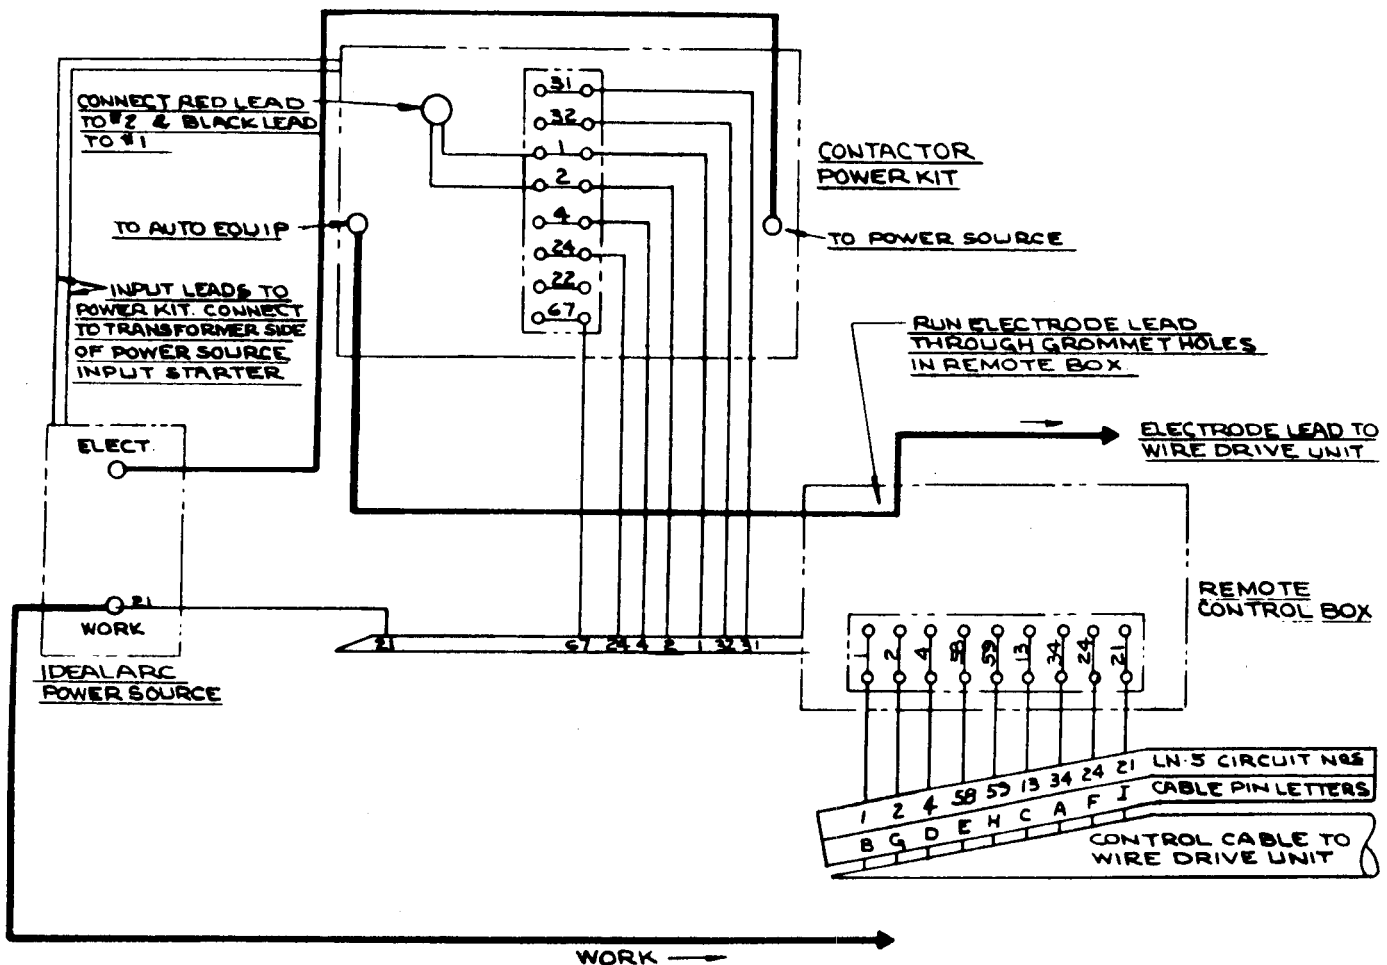 CONNECT RED LEAD
TO #2 & BLACK LEAD
TO #1
31
32
1
2
4
24
22
67
CONTACTOR
POWER KIT
TO AUTO EQUIP
TO POWER SOURCE
INPUT LEADS TO
POWER KIT. CONNECT
TO TRANSFORMER SIDE
OF POWER SOURCE
INPUT STARTER
RUN ELECTRODE LEAD
THROUGH GROMMET HOLES
IN REMOTE BOX
ELECT.
ELECTRODE LEAD TO
WIRE DRIVE UNIT
21
WORK
IDEALARC
POWER SOURCE
21 67 24 4 2 1 32 31
REMOTE
CONTROL BOX
1 2 4 58 59 13 34 24 21
1 2 4 58 59 13 34 24 21 LN-5 CIRCUIT NOS
B G D E H C A F I CABLE PIN LETTERS
CONTROL CABLE TO
WIRE DRIVE UNIT
WORK